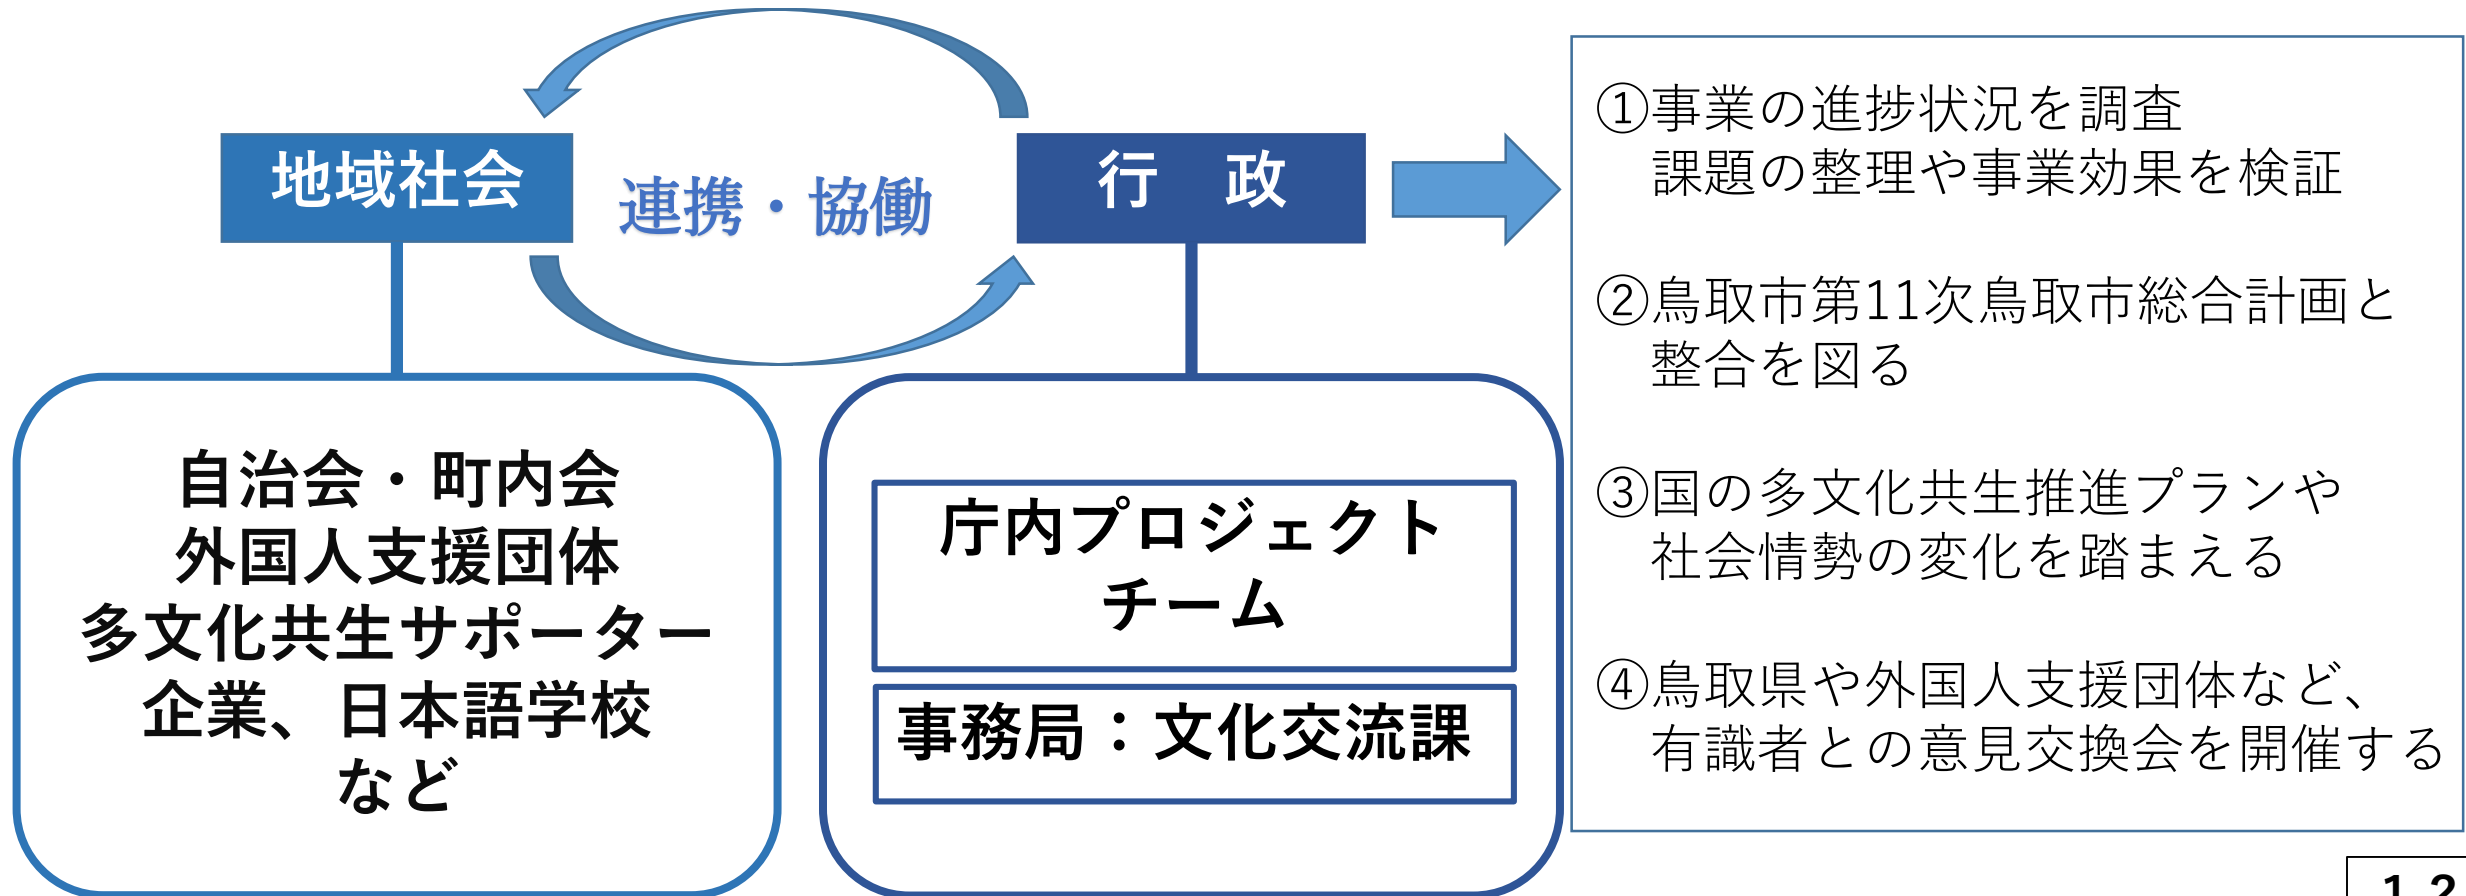 地域社会
連携・協働
行　政
自治会・町内会
外国人支援団体
多文化共生サポーター
企業、日本語学校
など
庁内プロジェクト
チーム
事務局：文化交流課
①事業の進捗状況を調査
課題の整理や事業効果を検証
②鳥取市第11次鳥取市総合計画と
整合を図る
③国の多文化共生推進プランや
社会情勢の変化を踏まえる
④鳥取県や外国人支援団体など、
有識者との意見交換会を開催する
12